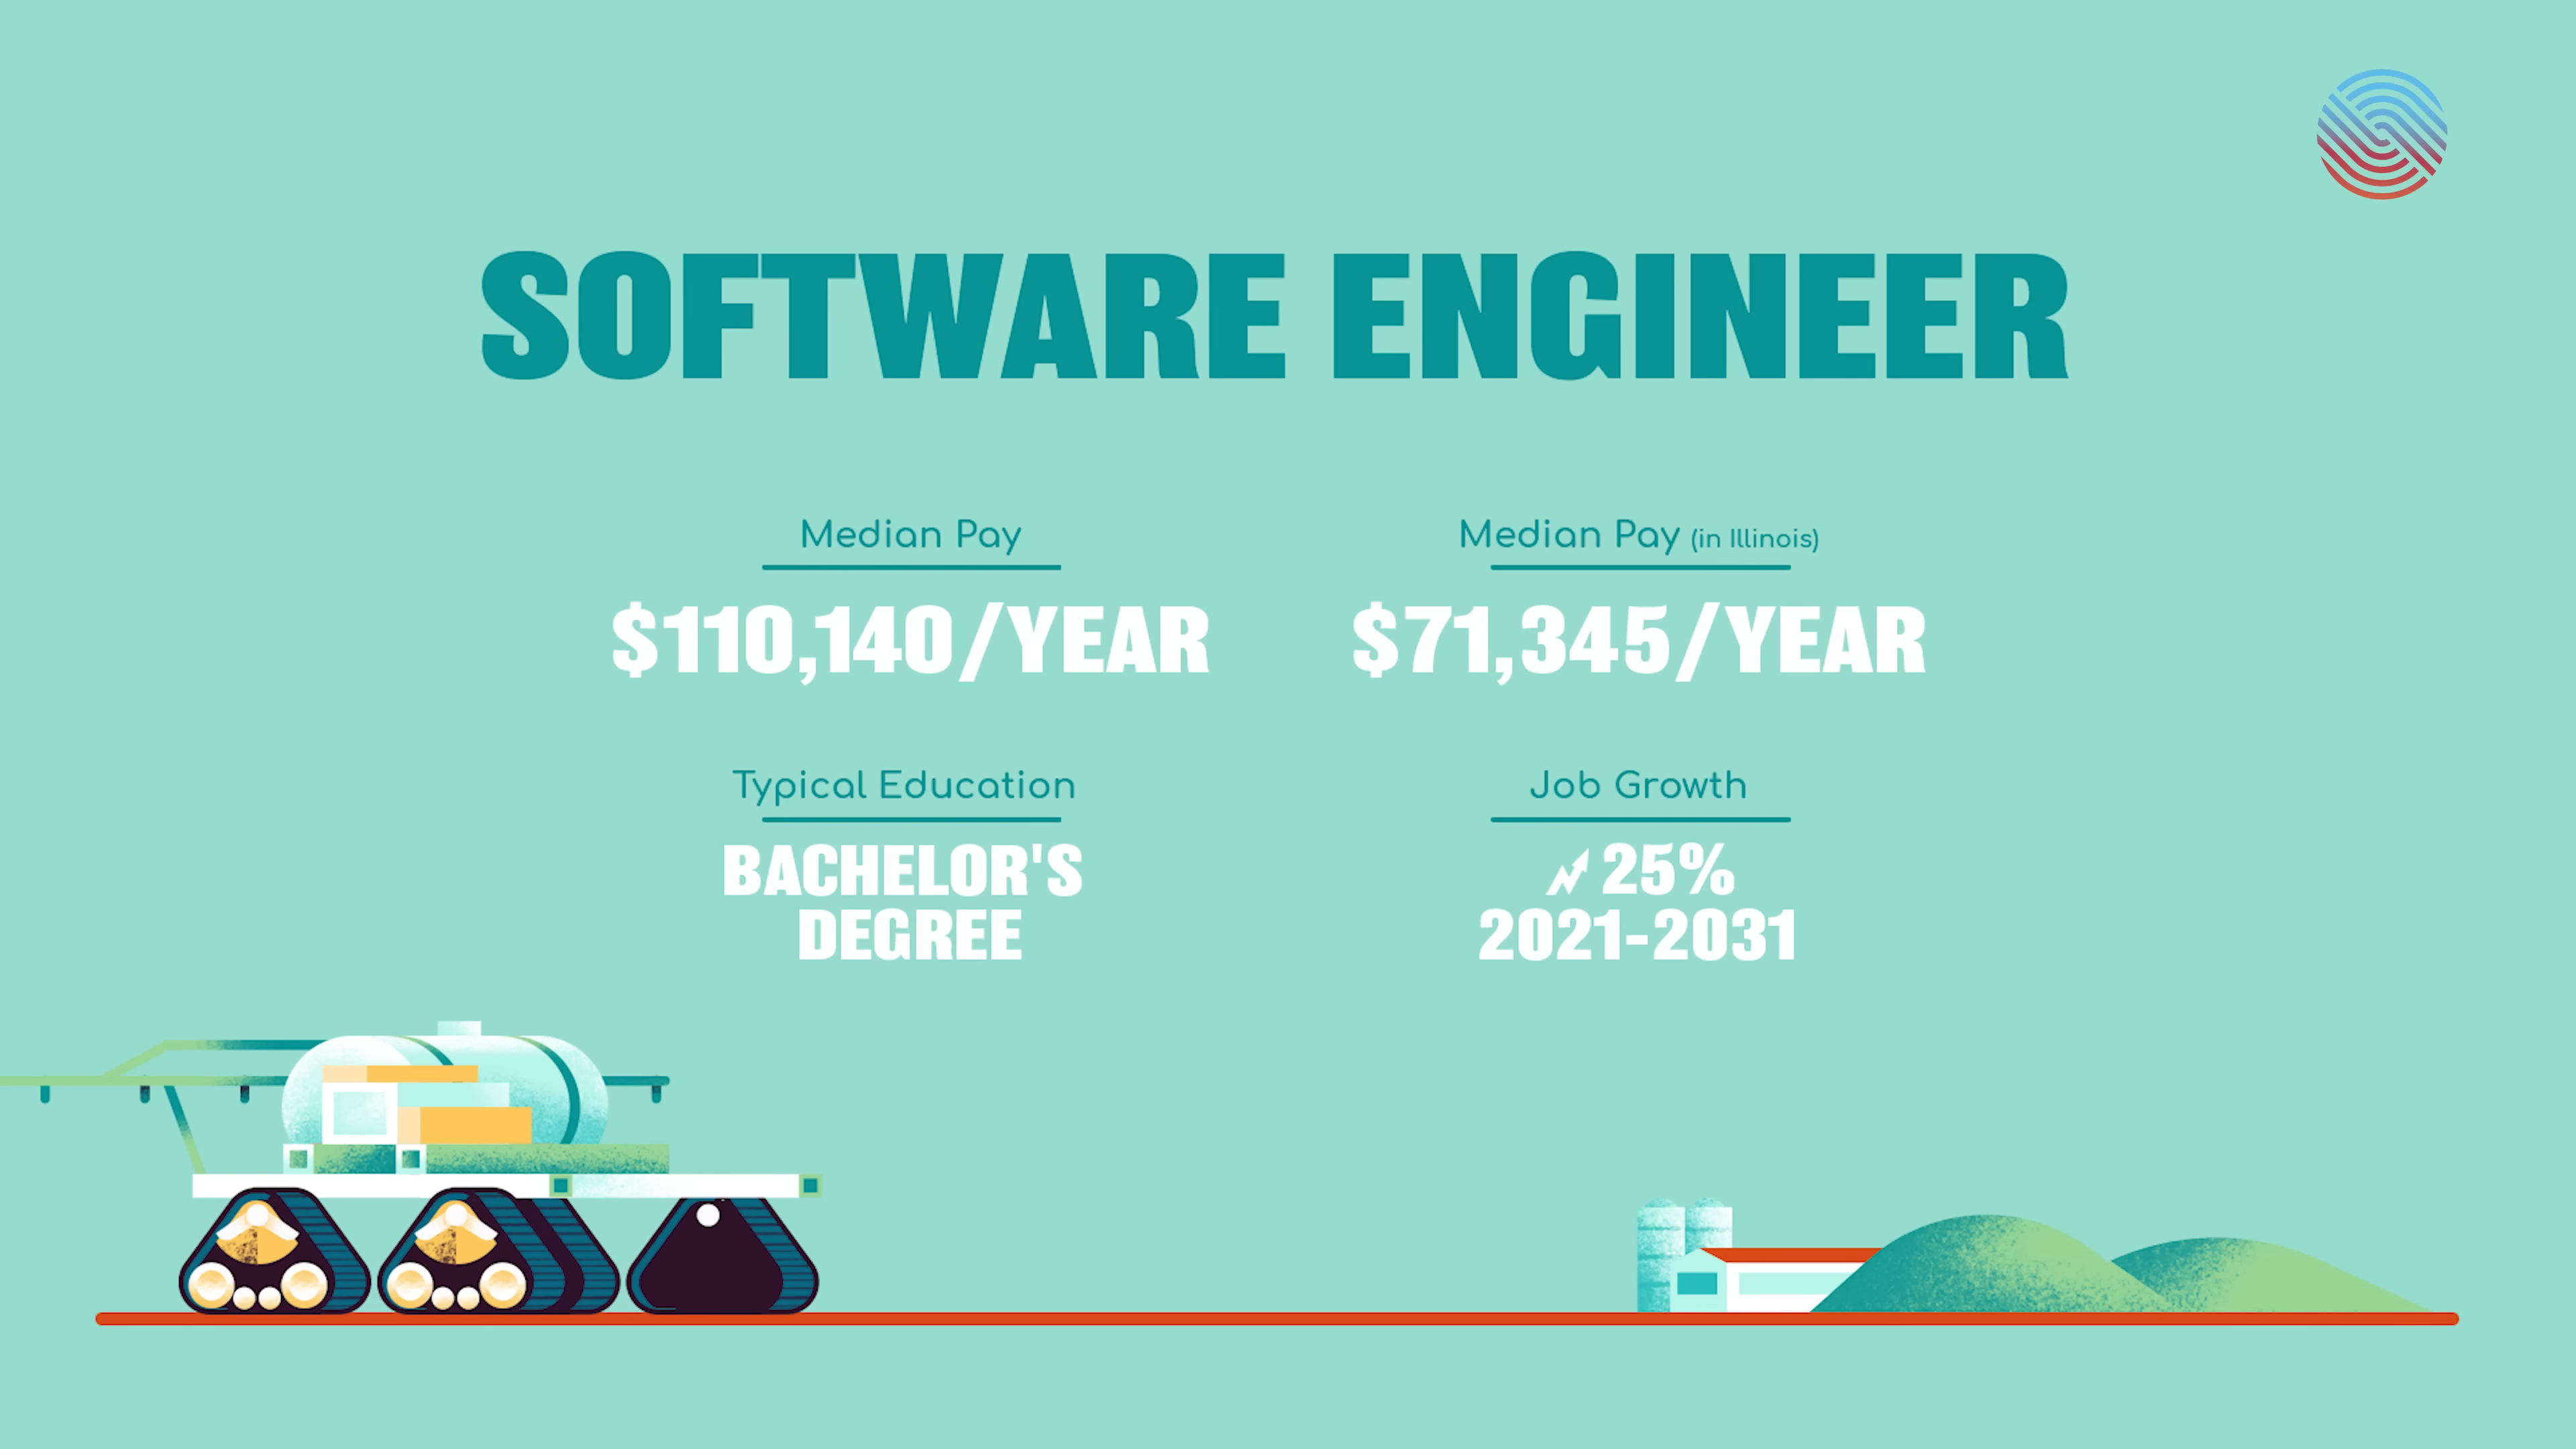 SOFTWARE ENGINEER
Median Pay
$110,140/YEAR
Median Pay (in Illinois)
$71,345/YEAR
Typical Education
BACHELOR'S
DEGREE
Job Growth
25%
2021-2031